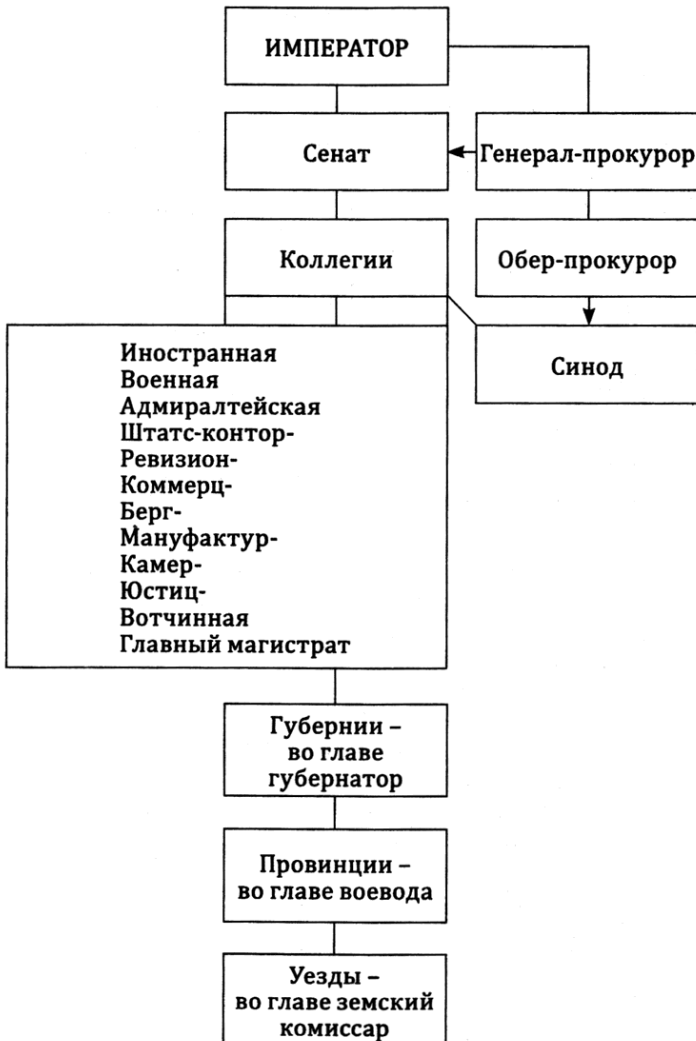 ИМПЕРАТОР
Сенат
Генерал-прокурор
Коллегии
Обер-прокурор
Синод
Иностранная
Военная
Адмиралтейская
Штатс-контор-
Ревизион-
Коммерц-
Берг-
Мануфактур-
Камер-
Юстиц-
Вотчинная
Главный магистрат
Губернии –
во главе
губернатор
Провинции –
во главе воевода
Уезды –
во главе земский
комиссар